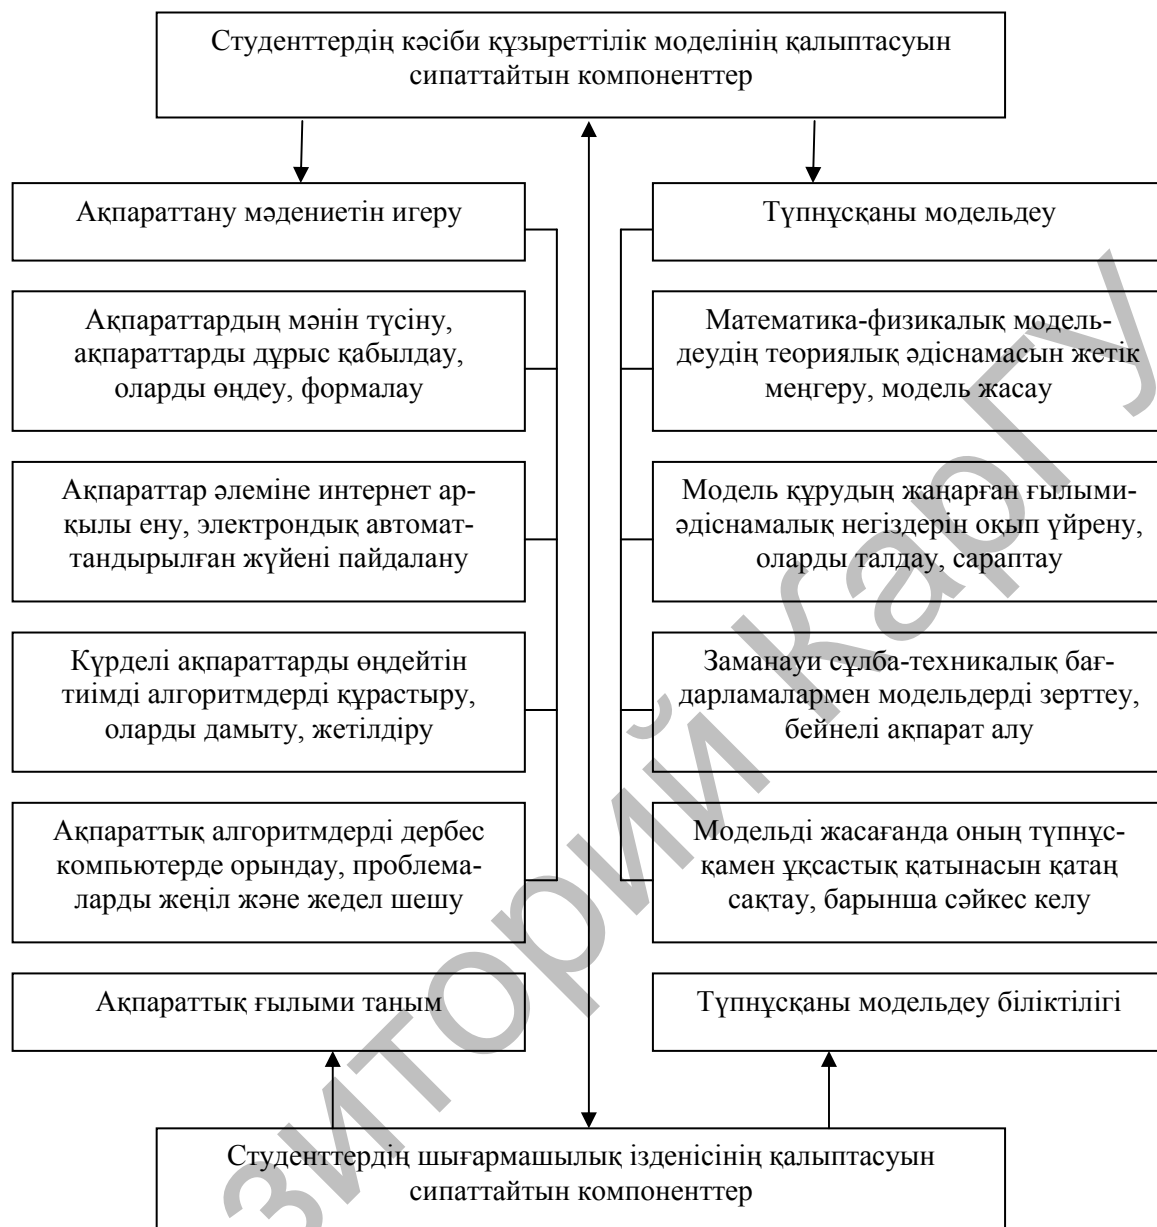 Студенттердің кәсіби құзыреттілік моделінің қалыптасуын
сипаттайтын компоненттер
Ақпараттану мәдениетін игеру
Ақпараттардың мәнін түсіну,
ақпараттарды дұрыс қабылдау,
оларды өңдеу, формалау
Ақпараттар әлеміне интернет ар-
қылы ену, электрондық автомат-
тандырылған жүйені пайдалану
Күрделі ақпараттарды өңдейтін
тиімді алгоритмдерді құрастыру,
оларды дамыту, жетілдіру
Ақпараттық алгоритмдерді дербес
компьютерде орындау, проблема-
ларды жеңіл және жедел шешу
Ақпараттық ғылыми таным
Түпнұсқаны модельдеу
Математика-физикалық модель-
деудің теориялық әдіснамасын жетік
меңгеру, модель жасау
Модель құрудың жаңарған ғылыми-
әдіснамалық негіздерін оқып үйрену,
оларды талдау, сараптау
Заманауи сұлба-техникалық бағ-
дарламалармен модельдерді зерттеу,
бейнелі ақпарат алу
Модельді жасағанда оның түпнұс-
қамен ұқсастық қатынасын қатаң
сақтау, барынша сәйкес келу
Түпнұсқаны модельдеу біліктілігі
Студенттердің шығармашылық ізденісінің қалыптасуын
сипаттайтын компоненттер
зиторий КарГУ